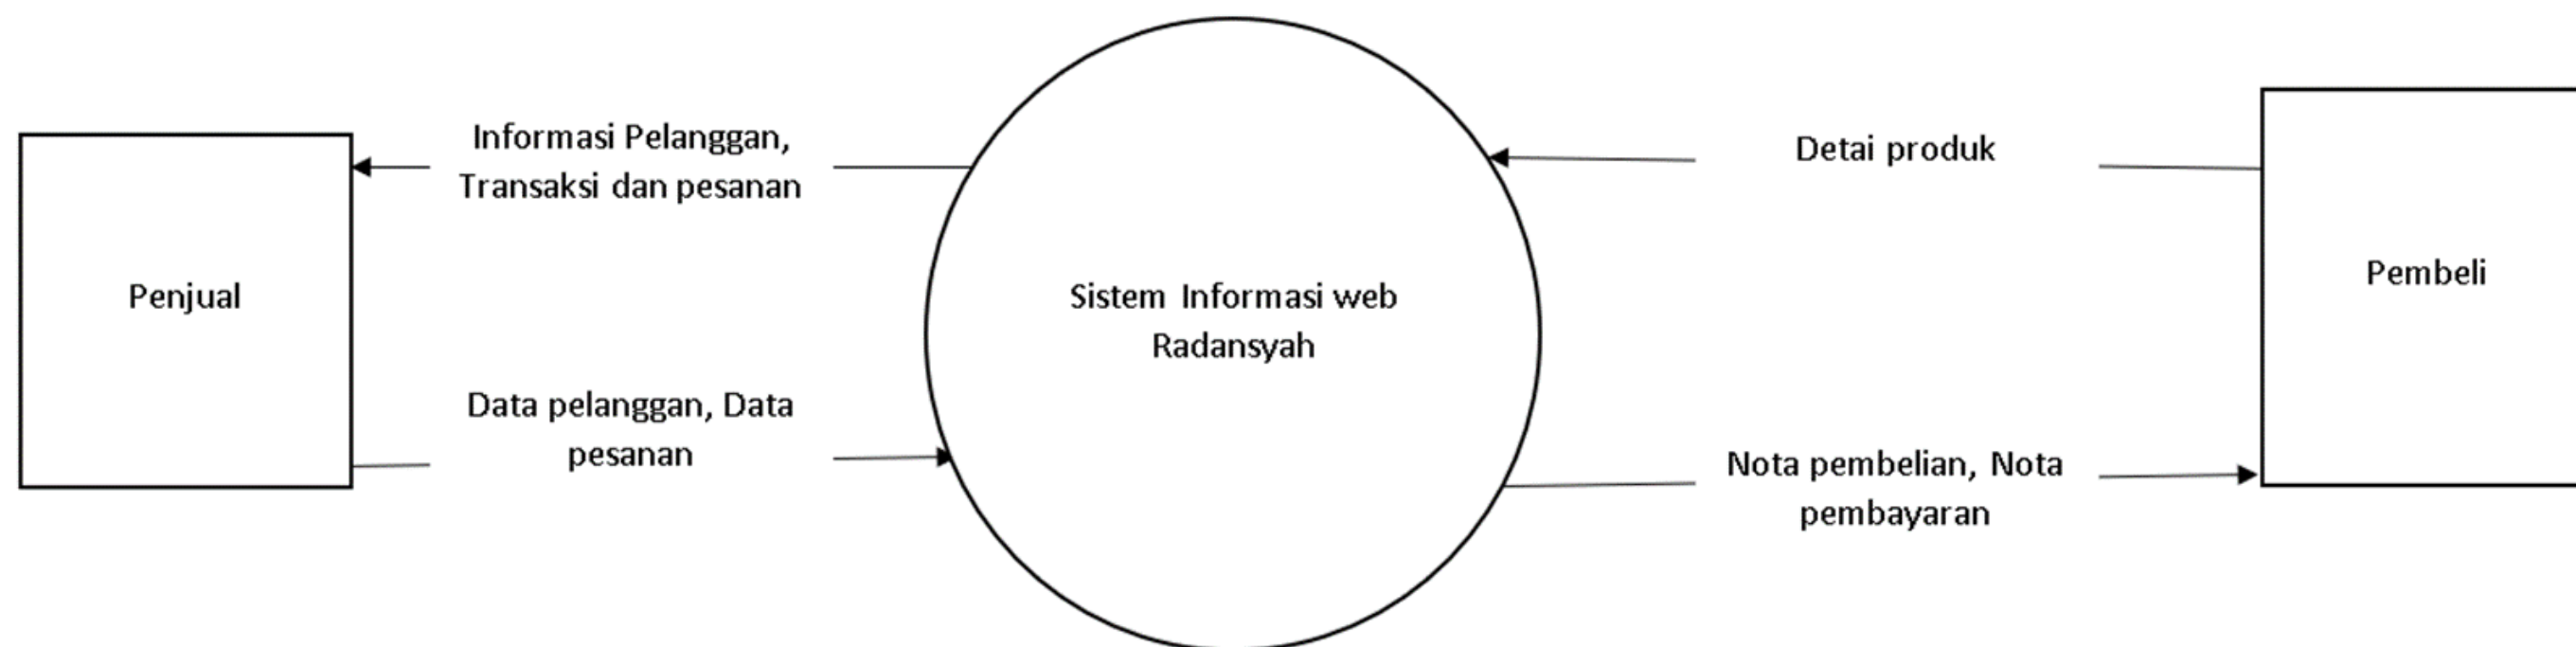 Informasi Pelanggan,
Transaksi dan pesanan
Penjual
Data pelanggan, Data
pesanan
Sistem Informasi web
Radansyah
Detai produk
Nota pembelian, Nota
pembayaran
Pembeli